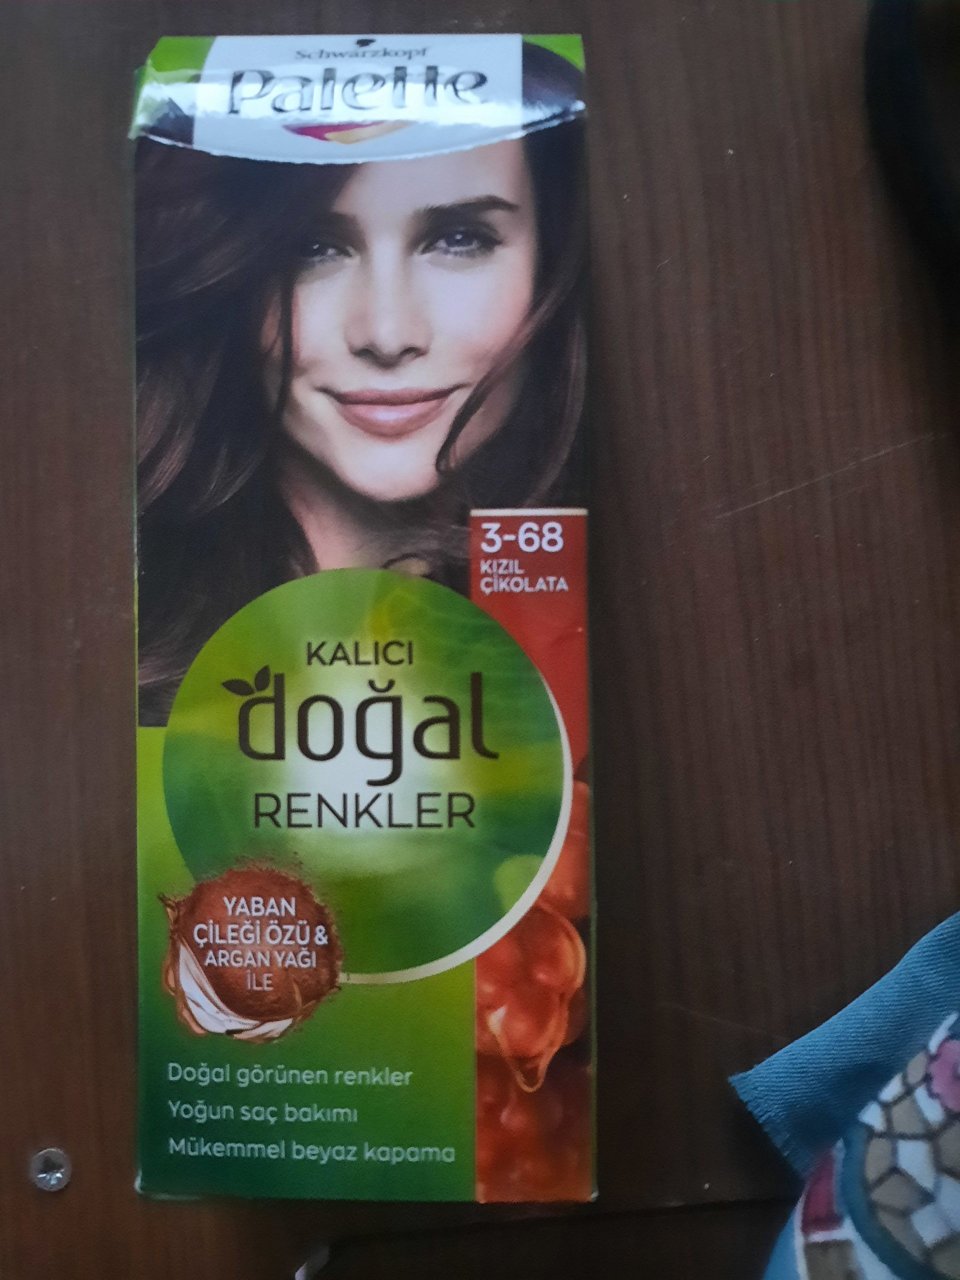 Schwarzkopf
Palette
3-68
KIZIL
ÇİKOLATA
KALICI
doğal
RENKLER
YABAN
ÇİLEĞİ ÖZÜ &
ARGAN YAĞI
İLE
Doğal görünen renkler
Yoğun saç bakımı
Mükemmel beyaz kapama